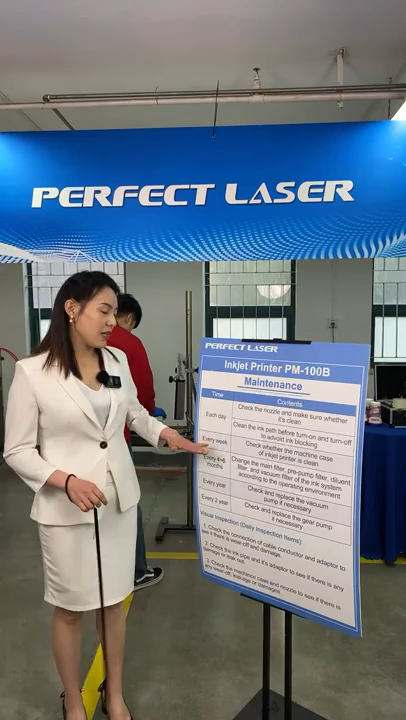 PERFECT LASER
PERFECT LASER
Inkjet Printer PM-100B
Maintenance
Time
Contents
Each day
Check the nozzle and make sure whether
it's clean
Clean the ink path before turn-on and turn-off
to advoid ink blocking
Every week
Check whether the machine case
of inkjet printer is clean
Every 4~6
months
Change the main filter, pre-pump filter, diluent
filter, and vacuum filter of the ink system
according to the operating environment
Every year
Check and replace the vacuum
pump if necessary
Every 2 year
Check and replace the gear pump
if necessary
Visual Inspection (Daily Inspection Items)
1. Check the connection of cable conductor and adaptor to
see if there is wear-off and damage.
2. Check the ink pipe and it's adaptor to see if there is any
damage or leak out.
3. Check the machinic case and nozzle to see if there is
any wear-off, leakage or damages.